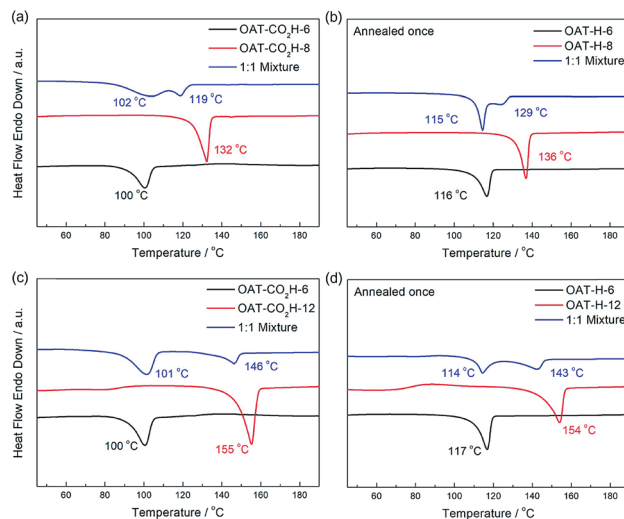 (a)
OAT-CO₂H-6
OAT-CO₂H-8
1:1 Mixture
102 °C
119 °C
132 °C
100 °C
Heat Flow Endo Down / a.u.
60 80 100 120 140 160 180
Temperature / °C
(b)
Annealed once
OAT-H-6
OAT-H-8
1:1 Mixture
115 °C
129 °C
136 °C
116 °C
60 80 100 120 140 160 180
Temperature / °C
(c)
OAT-CO₂H-6
OAT-CO₂H-12
1:1 Mixture
101 °C
146 °C
100 °C
155 °C
Heat Flow Endo Down / a.u.
60 80 100 120 140 160 180
Temperature / °C
(d)
Annealed once
OAT-H-6
OAT-H-12
1:1 Mixture
114 °C
143 °C
117 °C
154 °C
60 80 100 120 140 160 180
Temperature / °C